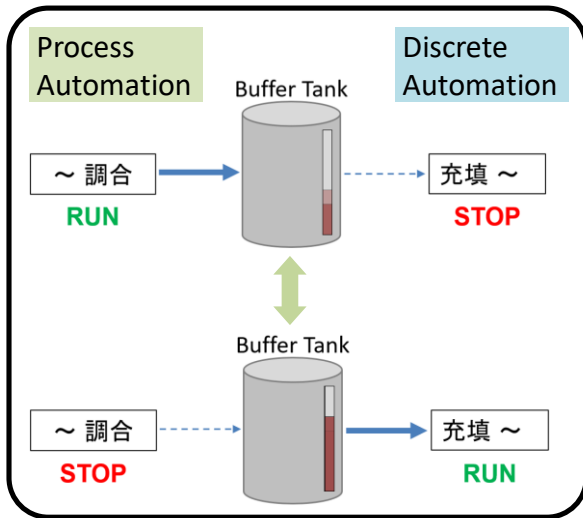 Process
Automation
Discrete
Automation
Buffer Tank
～ 調合
RUN
充填 ～
STOP
Buffer Tank
～ 調合
STOP
充填 ～
RUN